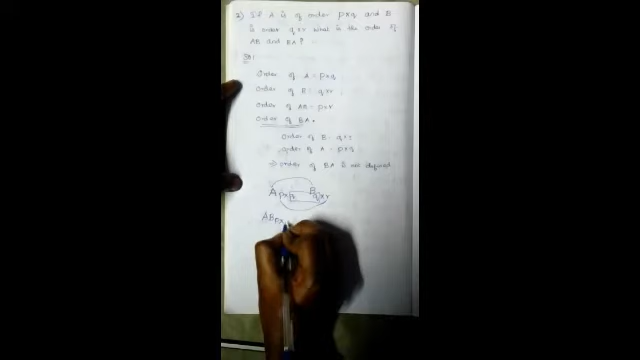 2) If A is of order p×q and B
is order q×r what is the order of
AB and BA?
Sol:
Order of A = p×q
Order of B = q×r
Order of AB = p×r
Order of BA.
Order of B = q×r
Order of A = p×q
⇒ Order of BA is not defined
A p×q B q×r
AB p×